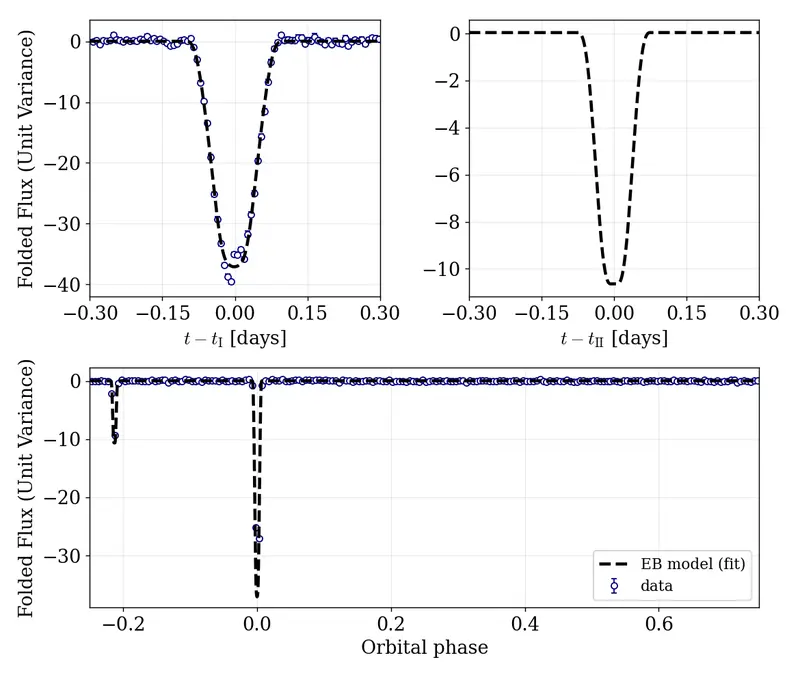 Folded Flux (Unit Variance)
0
−10
−20
−30
−40
−0.30 −0.15 0.00 0.15 0.30
t − tI [days]
0
−2
−4
−6
−8
−10
−0.30 −0.15 0.00 0.15 0.30
t − tII [days]
Folded Flux (Unit Variance)
0
−10
−20
−30
−0.2 0.0 0.2 0.4 0.6
Orbital phase
EB model (fit)
data